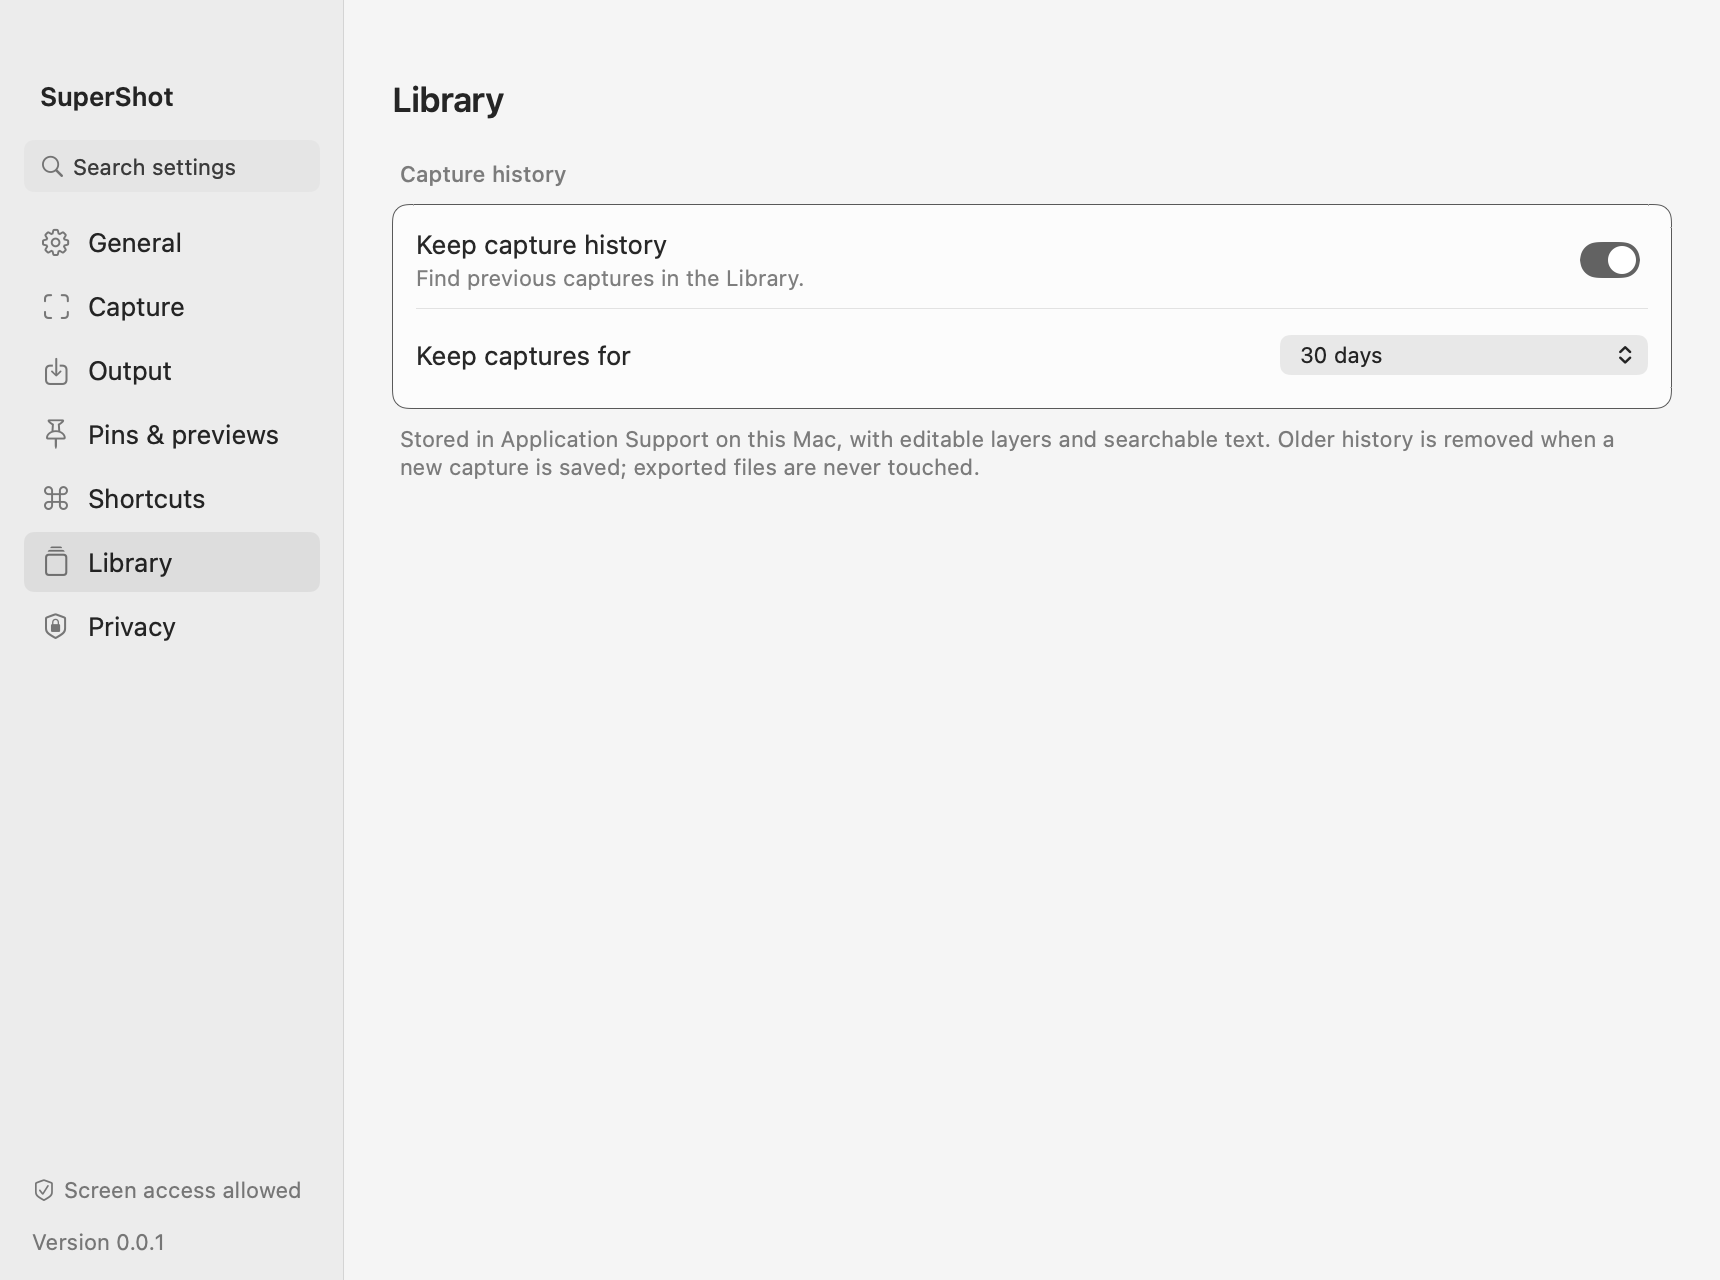 SuperShot
Search settings
General
Capture
Output
Pins & previews
Shortcuts
Library
Privacy
Screen access allowed
Version 0.0.1
Library
Capture history
Keep capture history
Find previous captures in the Library.
Keep captures for
30 days
Stored in Application Support on this Mac, with editable layers and searchable text. Older history is removed when a
new capture is saved; exported files are never touched.